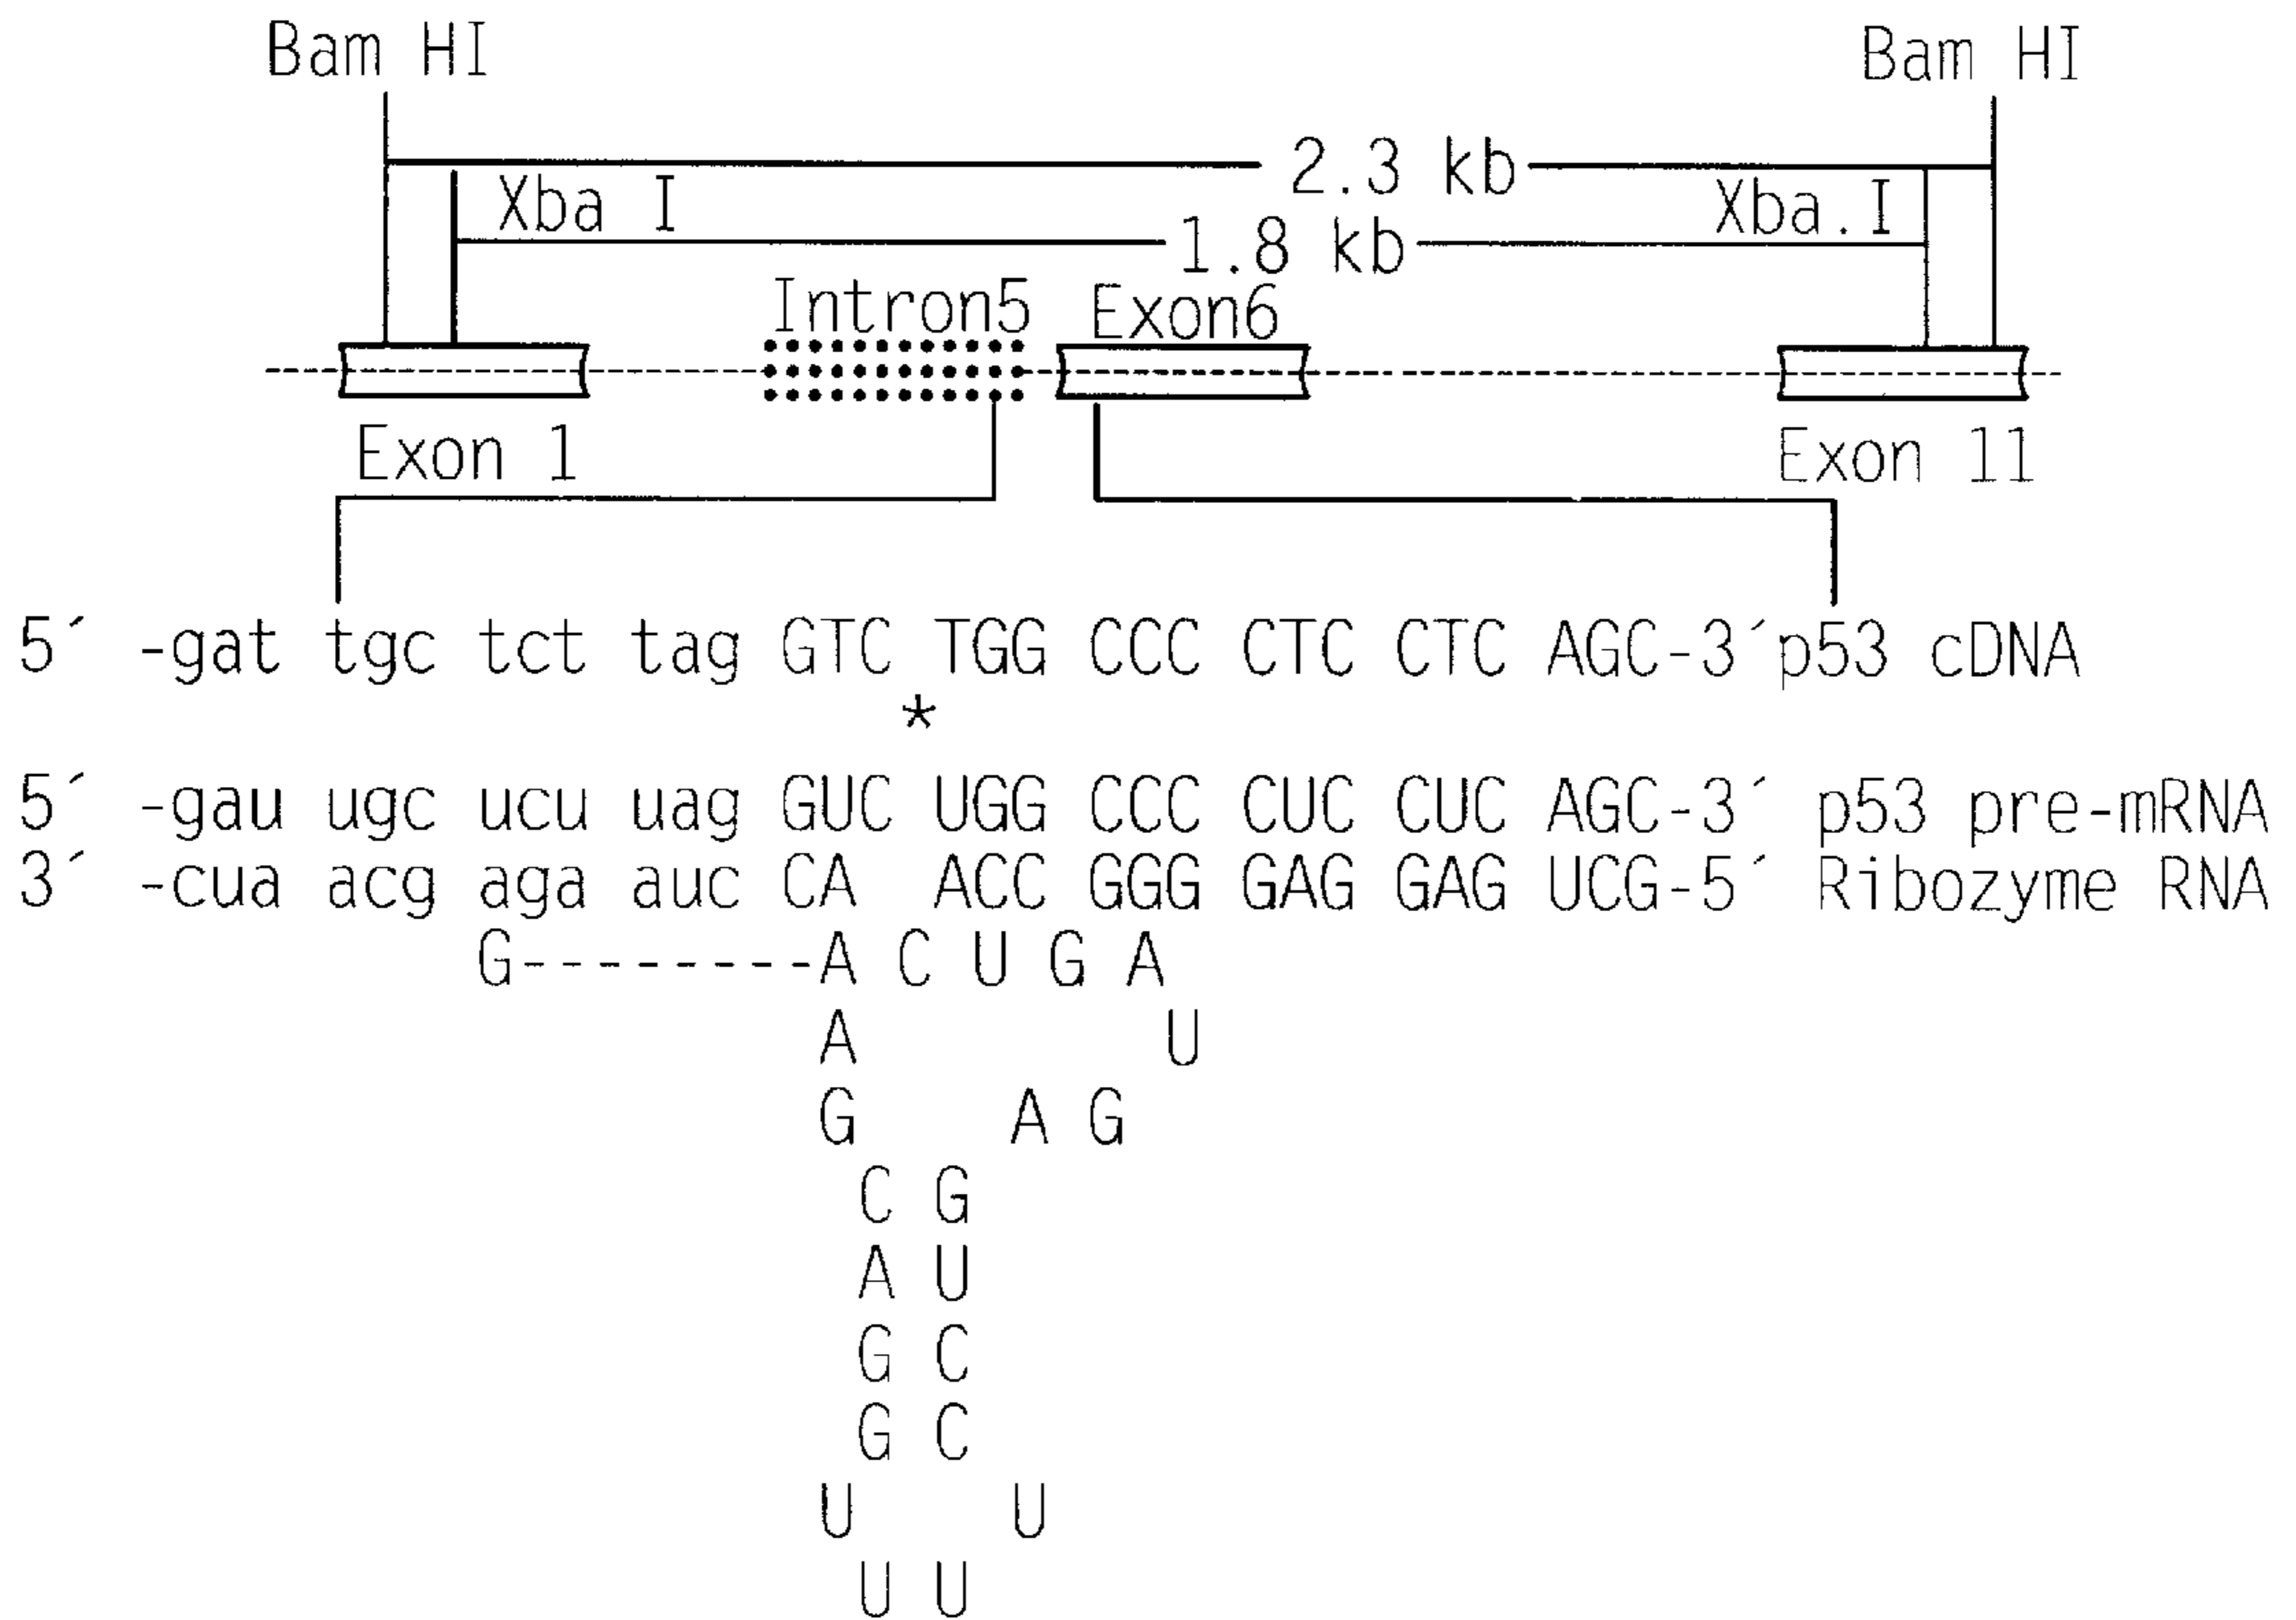 Bam HI Bam HI
2.3 kb
Xba I Xba.I
1.8 kb
Intron5 Exon6
Exon 1 Exon 11
5´ -gat tgc tct tag GTC TGG CCC CTC CTC AGC-3´p53 cDNA
*
5´ -gau ugc ucu uag GUC UGG CCC CUC CUC AGC-3´ p53 pre-mRNA
3´ -cua acg aga auc CA ACC GGG GAG GAG UCG-5´ Ribozyme RNA
G--------A C U G A
A U
G A G
C G
A U
G C
G C
U U
U U